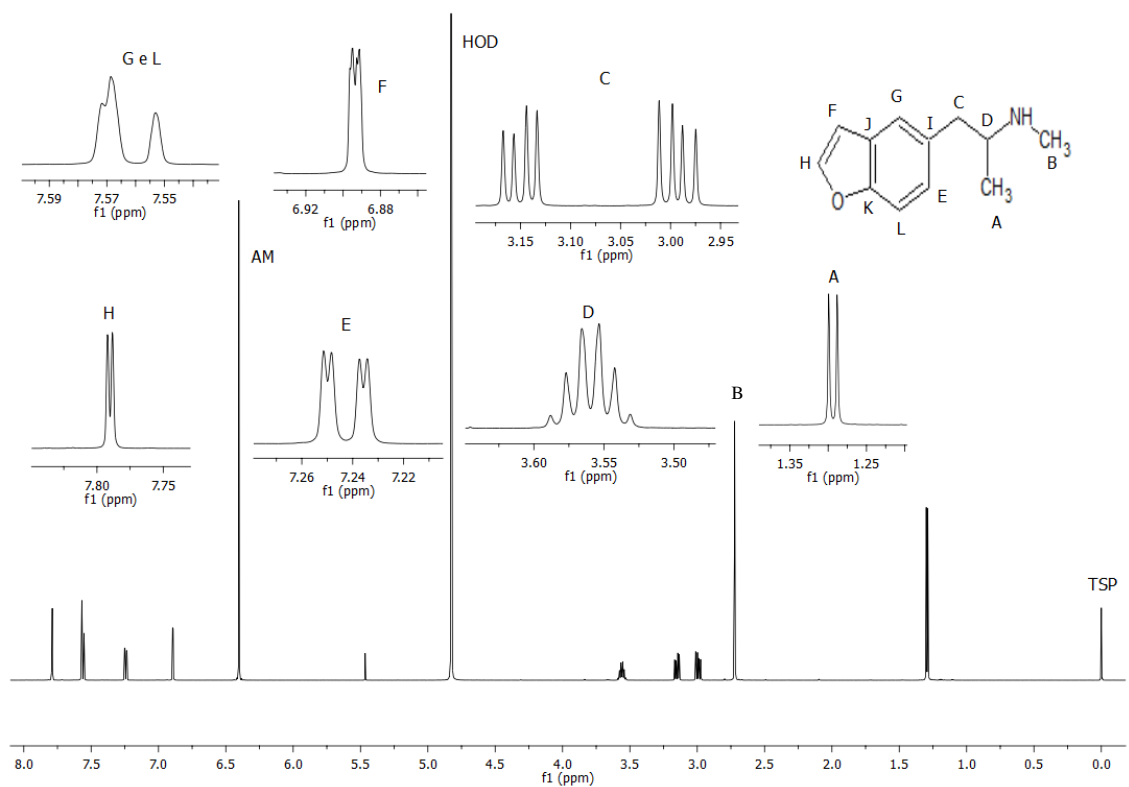 G e L
7.59 7.57 7.55
f1 (ppm)
F
6.92 6.88
f1 (ppm)
HOD
C
3.15 3.10 3.05 3.00 2.95
f1 (ppm)
F G C
J I D NH
H B
CH3
O K E CH3
L A
AM
H
7.80 7.75
f1 (ppm)
E
7.26 7.24 7.22
f1 (ppm)
D
3.60 3.55 3.50
f1 (ppm)
B
A
1.35 1.25
f1 (ppm)
TSP
8.0 7.5 7.0 6.5 6.0 5.5 5.0 4.5 4.0 3.5 3.0 2.5 2.0 1.5 1.0 0.0
f1 (ppm)